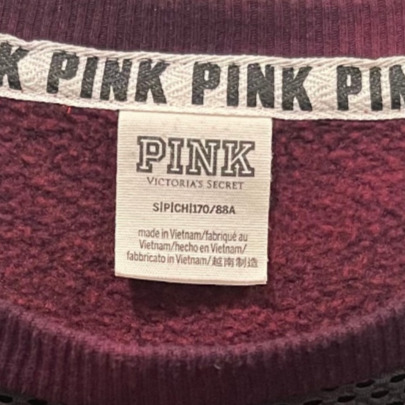 K PINK PINK PIN
PINK
VICTORIA'S SECRET
S|P|CH|170/88A
made in Vietnam/fabriqué au
Vietnam/hecho en Vietnam/
fabbricato in Vietnam/越南制造